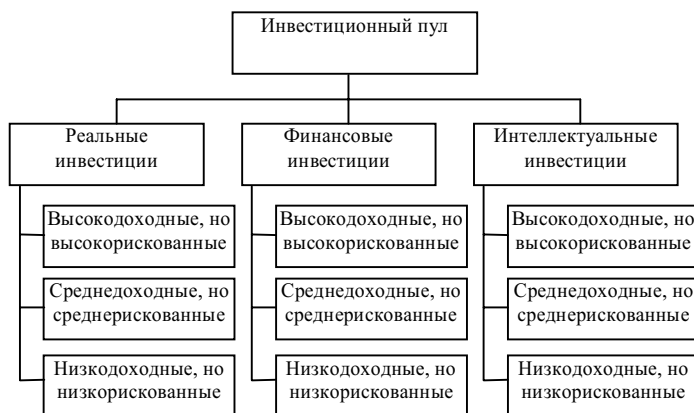 Инвестиционный пул
Реальные
инвестиции
Финансовые
инвестиции
Интеллектуальные
инвестиции
Высокодоходные, но
высокорискованные
Высокодоходные, но
высокорискованные
Высокодоходные, но
высокорискованные
Среднедоходные, но
среднерискованные
Среднедоходные, но
среднерискованные
Среднедоходные, но
среднерискованные
Низкодоходные, но
низкорискованные
Низкодоходные, но
низкорискованные
Низкодоходные, но
низкорискованные